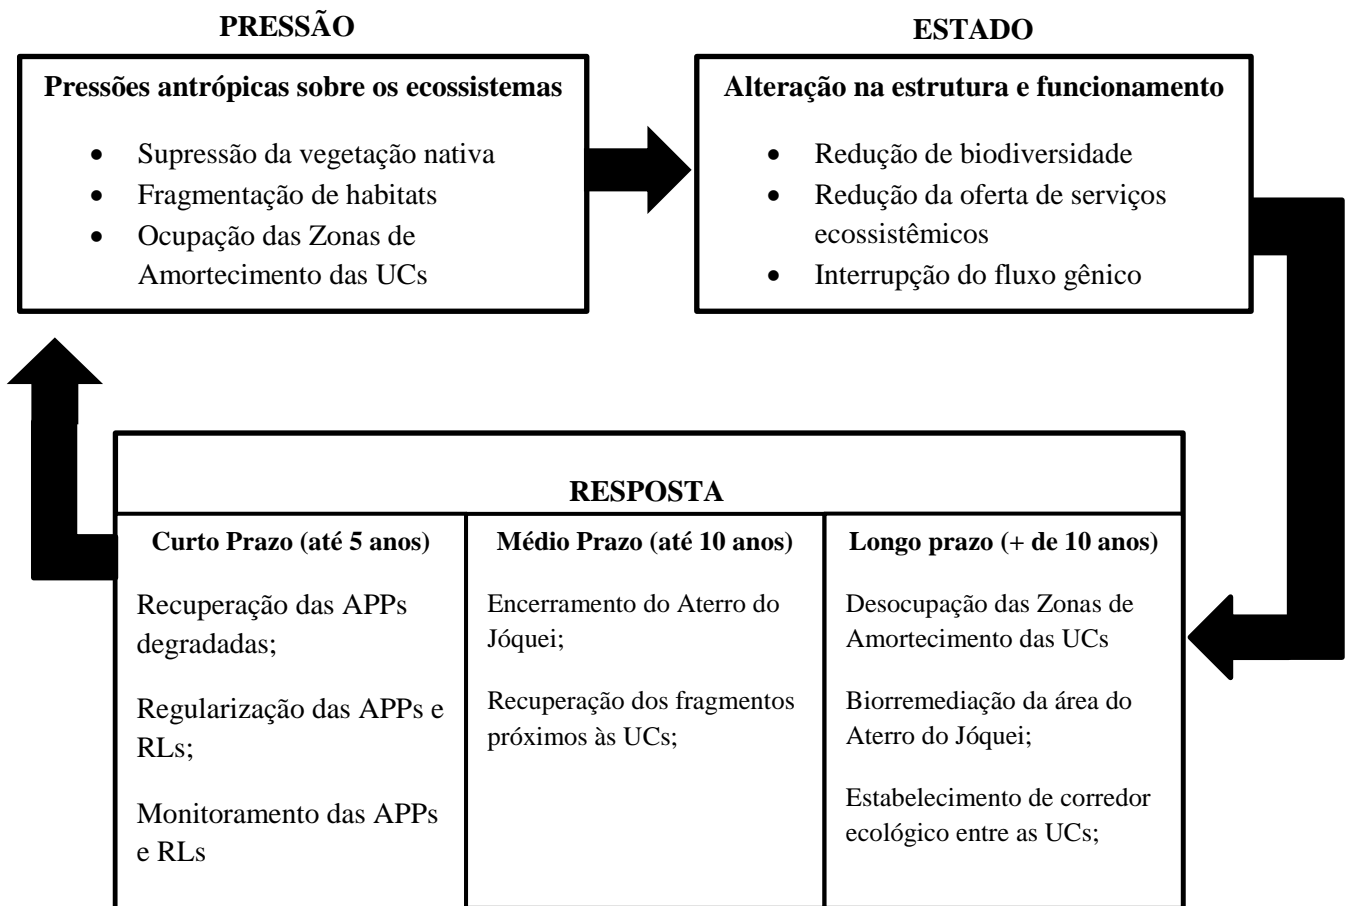 PRESSÃO
Pressões antrópicas sobre os ecossistemas
• Supressão da vegetação nativa
• Fragmentação de habitats
• Ocupação das Zonas de
Amortecimento das UCs
ESTADO
Alteração na estrutura e funcionamento
• Redução de biodiversidade
• Redução da oferta de serviços
ecossistêmicos
• Interrupção do fluxo gênico
RESPOSTA
Curto Prazo (até 5 anos)
Recuperação das APPs
degradadas;
Regularização das APPs e
RLs;
Monitoramento das APPs
e RLs
Médio Prazo (até 10 anos)
Encerramento do Aterro do
Jóquei;
Recuperação dos fragmentos
próximos às UCs;
Longo prazo (+ de 10 anos)
Desocupação das Zonas de
Amortecimento das UCs
Biorremediação da área do
Aterro do Jóquei;
Estabelecimento de corredor
ecológico entre as UCs;